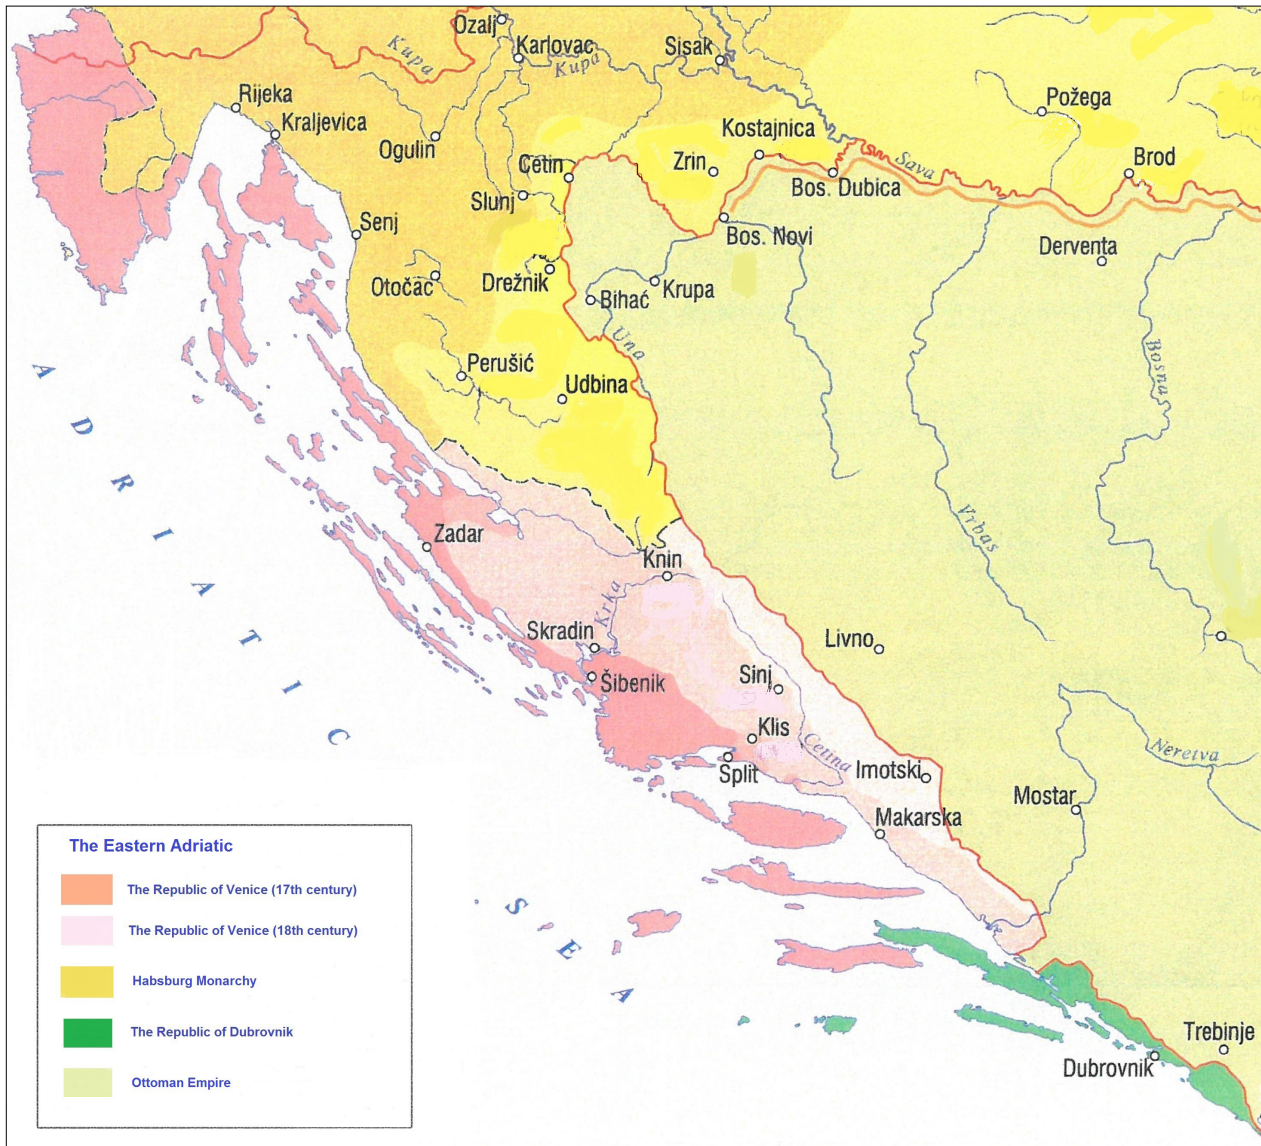 Ozalj
Karlovac
Sisak
Kupa
Kupa
Rijeka
Kraljevica
Ogulin
Požega
Kostajnica
Cetin
Zrin
Sava
Brod
Bos. Dubica
Slunj
Senj
Bos. Novi
Derventa
Otočac
Drežnik
Krupa
Bihać
Una
Bosna
Perušić
Udbina
Vrbas
Zadar
Knin
Krka
Skradin
Livno
Šibenik
Sinj
Klis
Cetina
Split
Imotski
Neretva
Mostar
Makarska
Trebinje
Dubrovnik
ADRIATIC
SEA
The Eastern Adriatic
The Republic of Venice (17th century)
The Republic of Venice (18th century)
Habsburg Monarchy
The Republic of Dubrovnik
Ottoman Empire